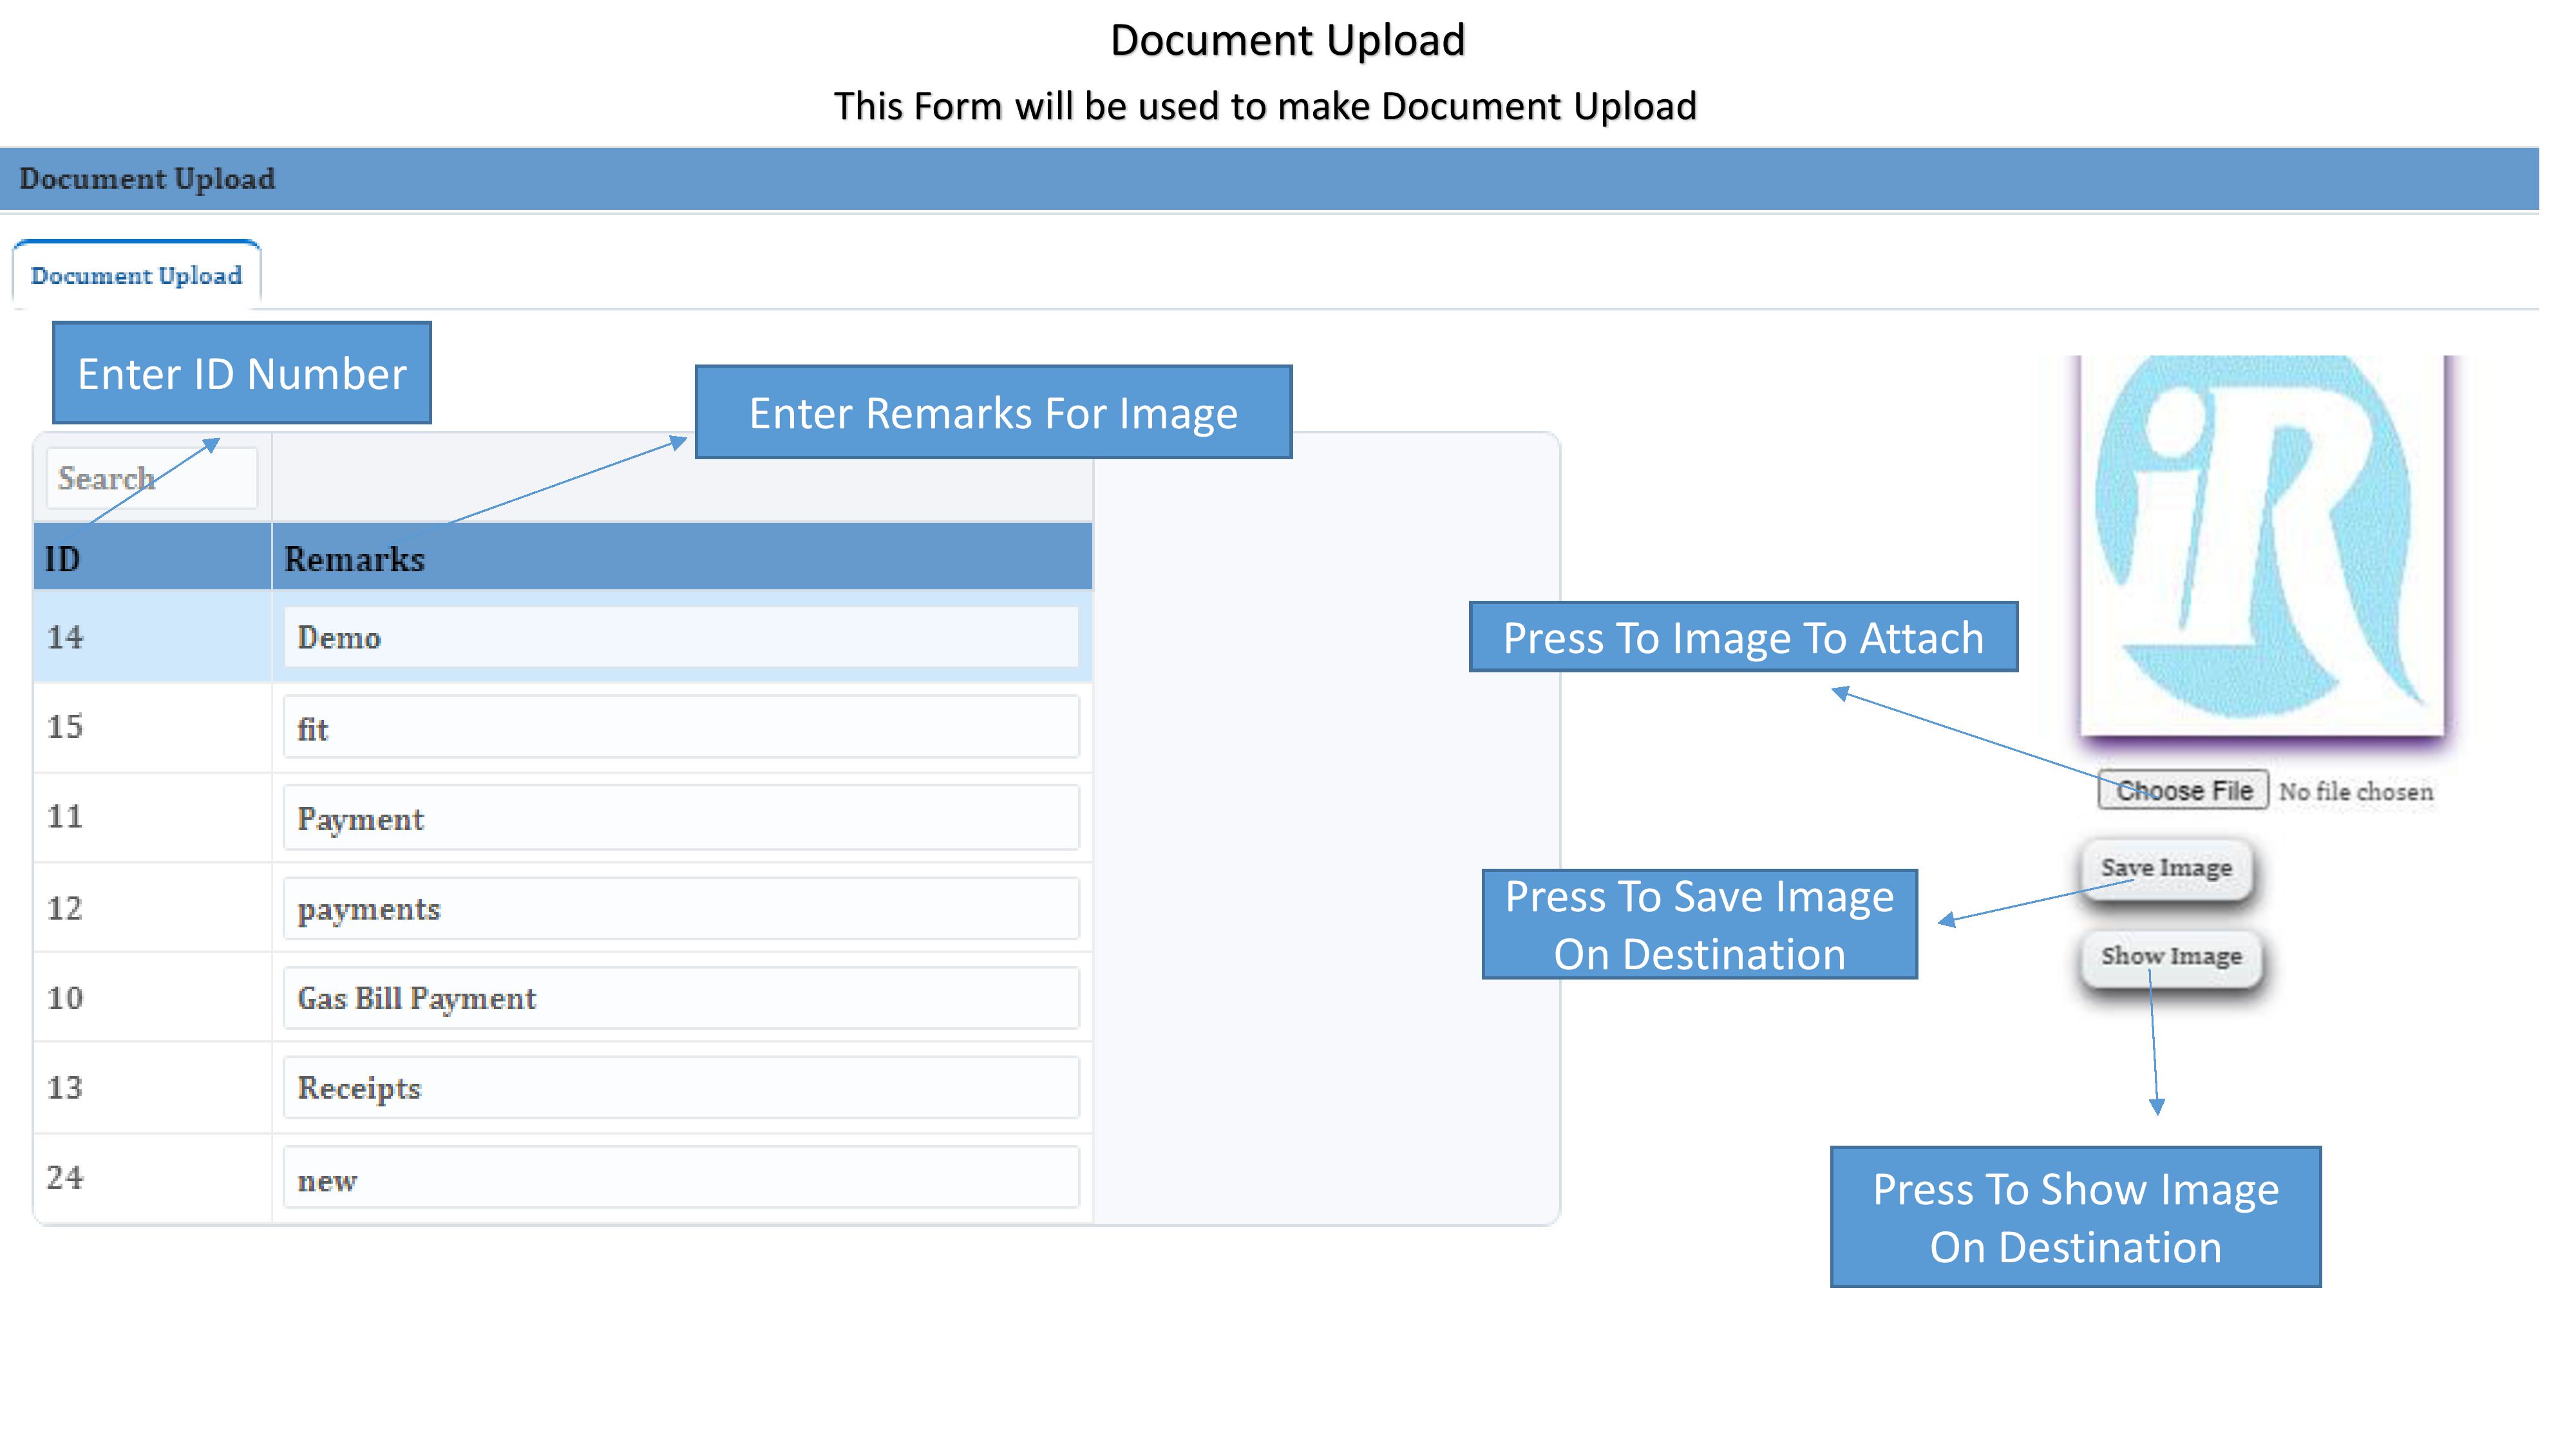 Document Upload
This Form will be used to make Document Upload
Document Upload
Document Upload
Enter ID Number
Enter Remarks For Image
Search
ID Remarks
14 Demo
15 fit
11 Payment
12 payments
10 Gas Bill Payment
13 Receipts
24 new
iR
Press To Image To Attach
Choose File No file chosen
Save Image
Press To Save Image
On Destination
Show Image
Press To Show Image
On Destination